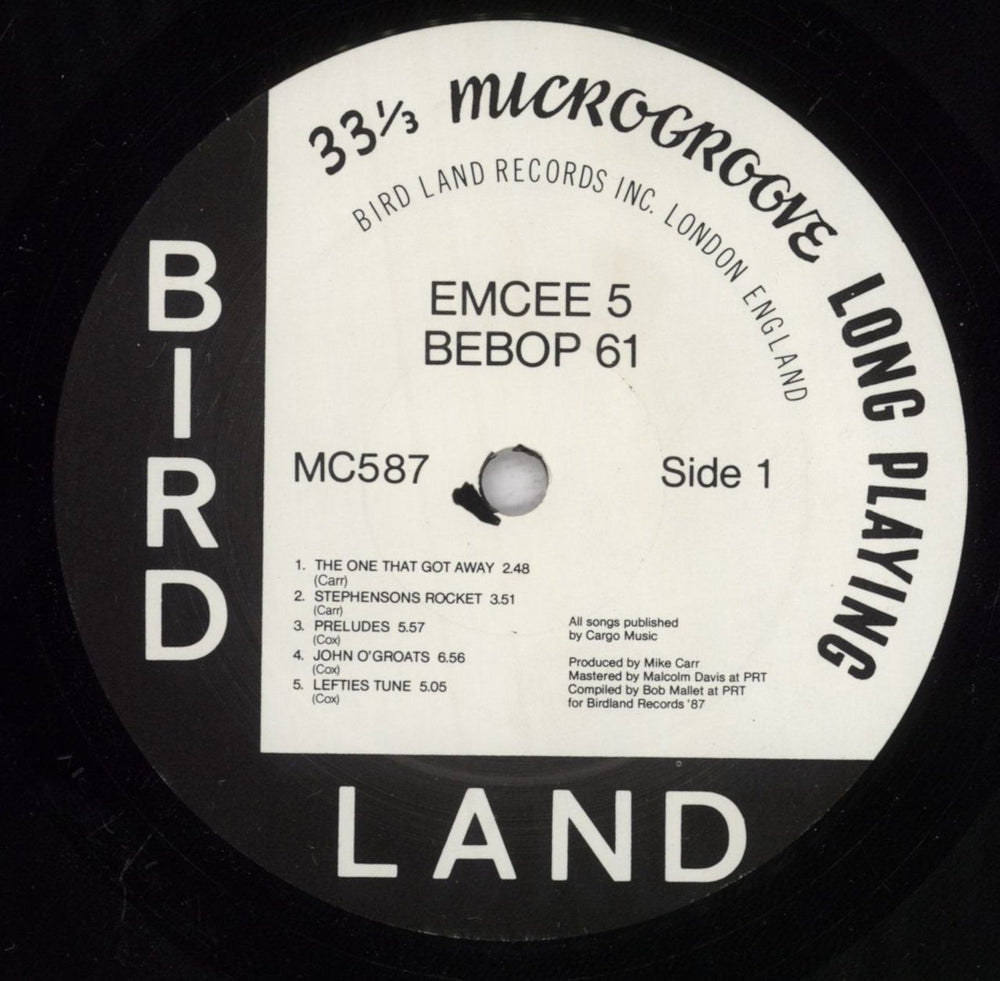 33⅓ MICROGROOVE LONG PLAYING
BIRD LAND RECORDS INC. LONDON ENGLAND
BIRD
EMCEE 5
BEBOP 61
MC587
Side 1
1. THE ONE THAT GOT AWAY 2.48
(Carr)
2. STEPHENSONS ROCKET 3.51
(Carr)
3. PRELUDES 5.57
(Cox)
4. JOHN O'GROATS 6.56
(Cox)
5. LEFTIES TUNE 5.05
(Cox)
All songs published
by Cargo Music
Produced by Mike Carr
Mastered by Malcolm Davis at PRT
Compiled by Bob Mallet at PRT
for Birdland Records '87
LAND